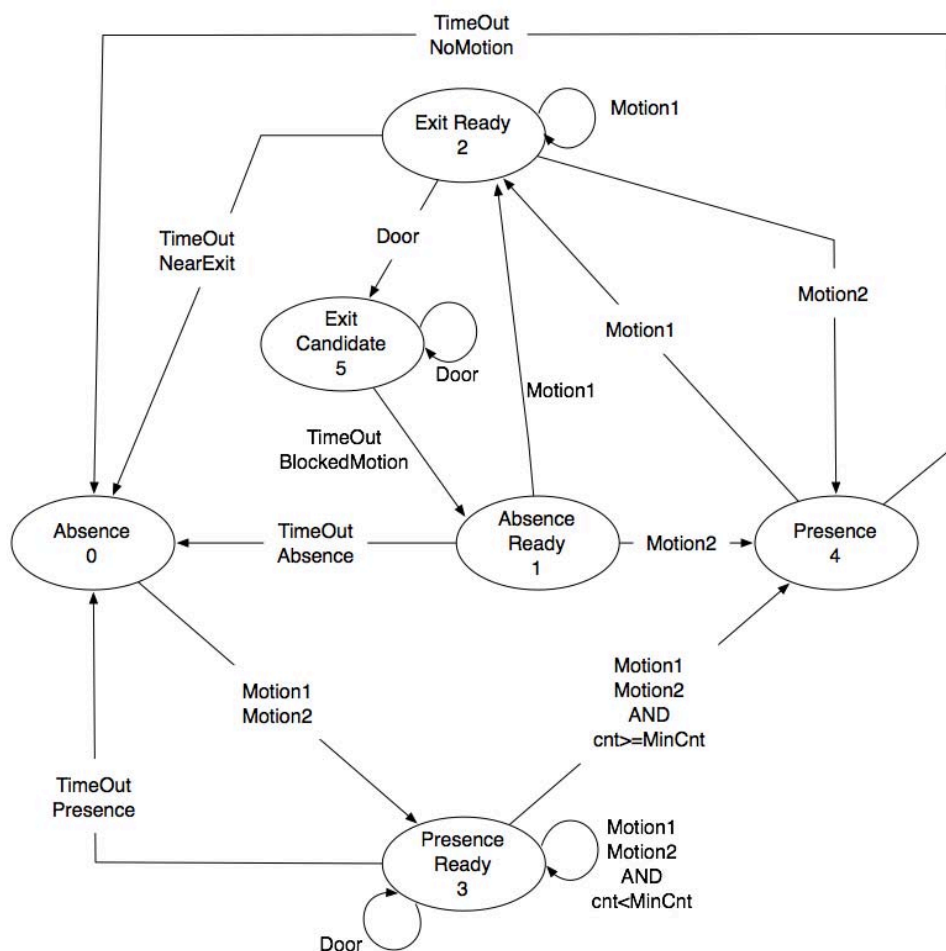 TimeOut
NoMotion
Exit Ready
2
Motion1
TimeOut
NearExit
Door
Motion2
Motion1
Exit
Candidate
5
Door
Motion1
TimeOut
BlockedMotion
Absence
0
TimeOut
Absence
Absence
Ready
1
Motion2
Presence
4
Motion1
Motion2
Motion1
Motion2
AND
cnt>=MinCnt
TimeOut
Presence
Presence
Ready
3
Motion1
Motion2
AND
cnt<MinCnt
Door